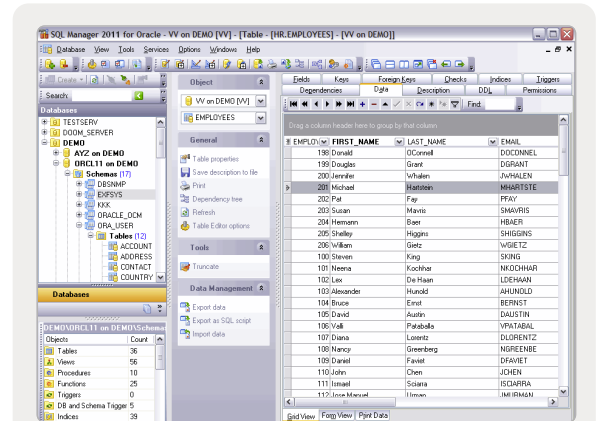 SQL Manager 2011 for Oracle - VV on DEMO [VV] - [Table - [HR.EMPLOYEES] - [VV on DEMO]]
Database View Tools Services Options Windows Help
Create
Search:
Databases
TESTSERV
DOOM_SERVER
DEMO
AYZ on DEMO
ORCL11 on DEMO
Schemas (17)
DBSNMP
EXFSYS
KKK
ORACLE_OCM
ORA_USER
Tables (12)
ACCOUNT
ADDRESS
CONTACT
COUNTRY
Databases
DEMO\ORCL11 on DEMO\Schema
Objects Count
Tables 36
Views 56
Procedures 10
Functions 25
Triggers 0
DB and Schema Trigger 5
Indices 39
Object
VV on DEMO [VV]
EMPLOYEES
General
Table properties
Save description to file
Print
Dependency tree
Refresh
Table Editor options
Tools
Truncate
Data Management
Export data
Export as SQL script
Import data
Fields Keys Foreign Keys Checks Indices Triggers
Dependencies Data Description DDL Permissions
Find:
Drag a column header here to group by that column
EMPLOY FIRST_NAME LAST_NAME EMAIL
198 Donald OConnell DOCONNEL
199 Douglas Grant DGRANT
200 Jennifer Whalen JWHALEN
201 Michael Hartstein MHARTSTE
202 Pat Fay PFAY
203 Susan Mavris SMAVRIS
204 Hermann Baer HBAER
205 Shelley Higgins SHIGGINS
206 William Gietz WGIETZ
100 Steven King SKING
101 Neena Kochhar NKOCHHAR
102 Lex De Haan LDEHAAN
103 Alexander Hunold AHUNOLD
104 Bruce Ernst BERNST
105 David Austin DAUSTIN
106 Valli Pataballa VPATABAL
107 Diana Lorentz DLORENTZ
108 Nancy Greenberg NGREENBE
109 Daniel Faviet DFAVIET
110 John Chen JCHEN
111 Ismael Sciarra ISCIARRA
112 Jose Manuel Urman JMURMAN
Grid View Form View Print Data